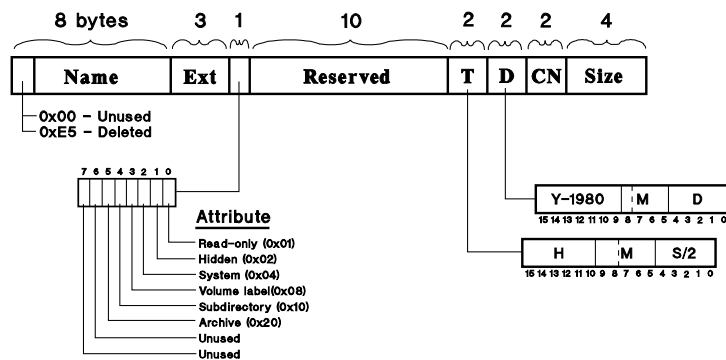 8 bytes 3 1 10 2 2 2 4
Name Ext Reserved T D CN Size
0x00 - Unused
0xE5 - Deleted
7 6 5 4 3 2 1 0
Attribute
Read-only (0x01)
Hidden (0x02)
System (0x04)
Volume label(0x08)
Subdirectory (0x10)
Archive (0x20)
Unused
Unused
Y-1980 M D
15 14 13 12 11 10 9 8 7 6 5 4 3 2 1 0
H M S/2
15 14 13 12 11 10 9 8 7 6 5 4 3 2 1 0